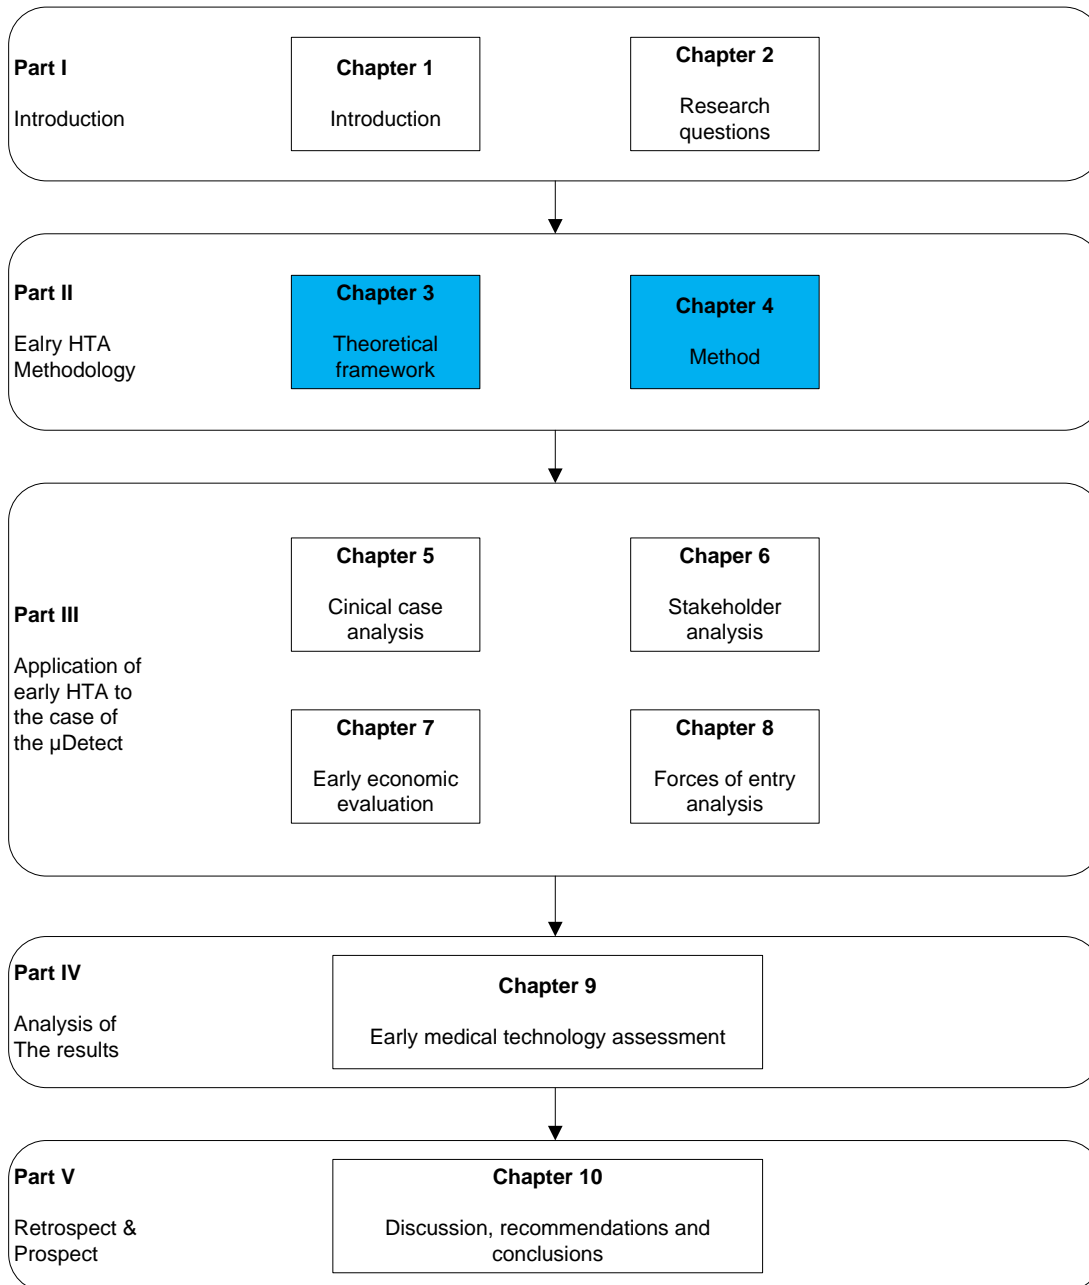 Part I
Introduction
Chapter 1
Introduction
Chapter 2
Research
questions
Part II
Ealry HTA
Methodology
Chapter 3
Theoretical
framework
Chapter 4
Method
Part III
Application of
early HTA to
the case of
the µDetect
Chapter 5
Cinical case
analysis
Chaper 6
Stakeholder
analysis
Chapter 7
Early economic
evaluation
Chapter 8
Forces of entry
analysis
Part IV
Analysis of
The results
Chapter 9
Early medical technology assessment
Part V
Retrospect &
Prospect
Chapter 10
Discussion, recommendations and
conclusions